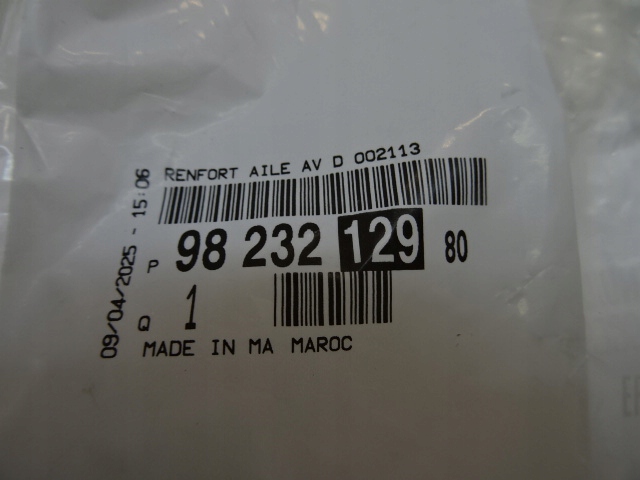 RENFORT AILE AV D 002113
P 98 232 129 80
Q 1
MADE IN MA MAROC
09/04/2025 - 15:06